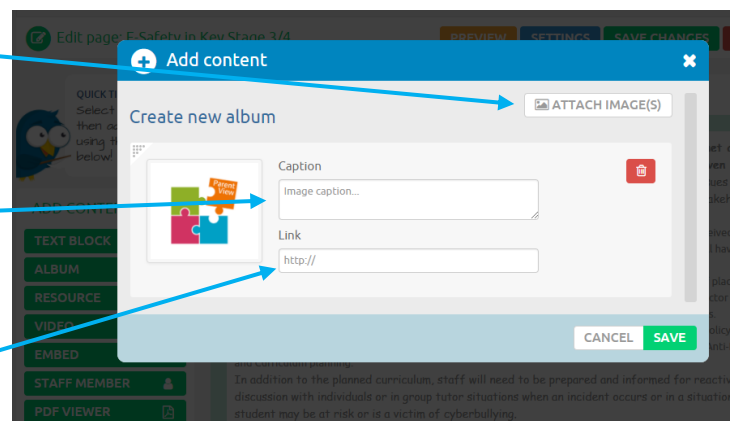 Edit page: E-Safety in Key Stage 3/4
PREVIEW
SETTINGS
SAVE CHANGES
Add content
QUICK
Select
then
using
below!
Create new album
ATTACH IMAGE(S)
Parent
View
Caption
Image caption...
Link
http://
CANCEL
SAVE
ADD CONTE
TEXT BLOCK
ALBUM
RESOURCE
VIDEO
EMBED
STAFF MEMBER
PDF VIEWER
and curriculum planning.
In addition to the planned curriculum, staff will need to be prepared and informed for reactiv
discussion with individuals or in group tutor situations when an incident occurs or in a situation
student may be at risk or is a victim of cyberbullying.